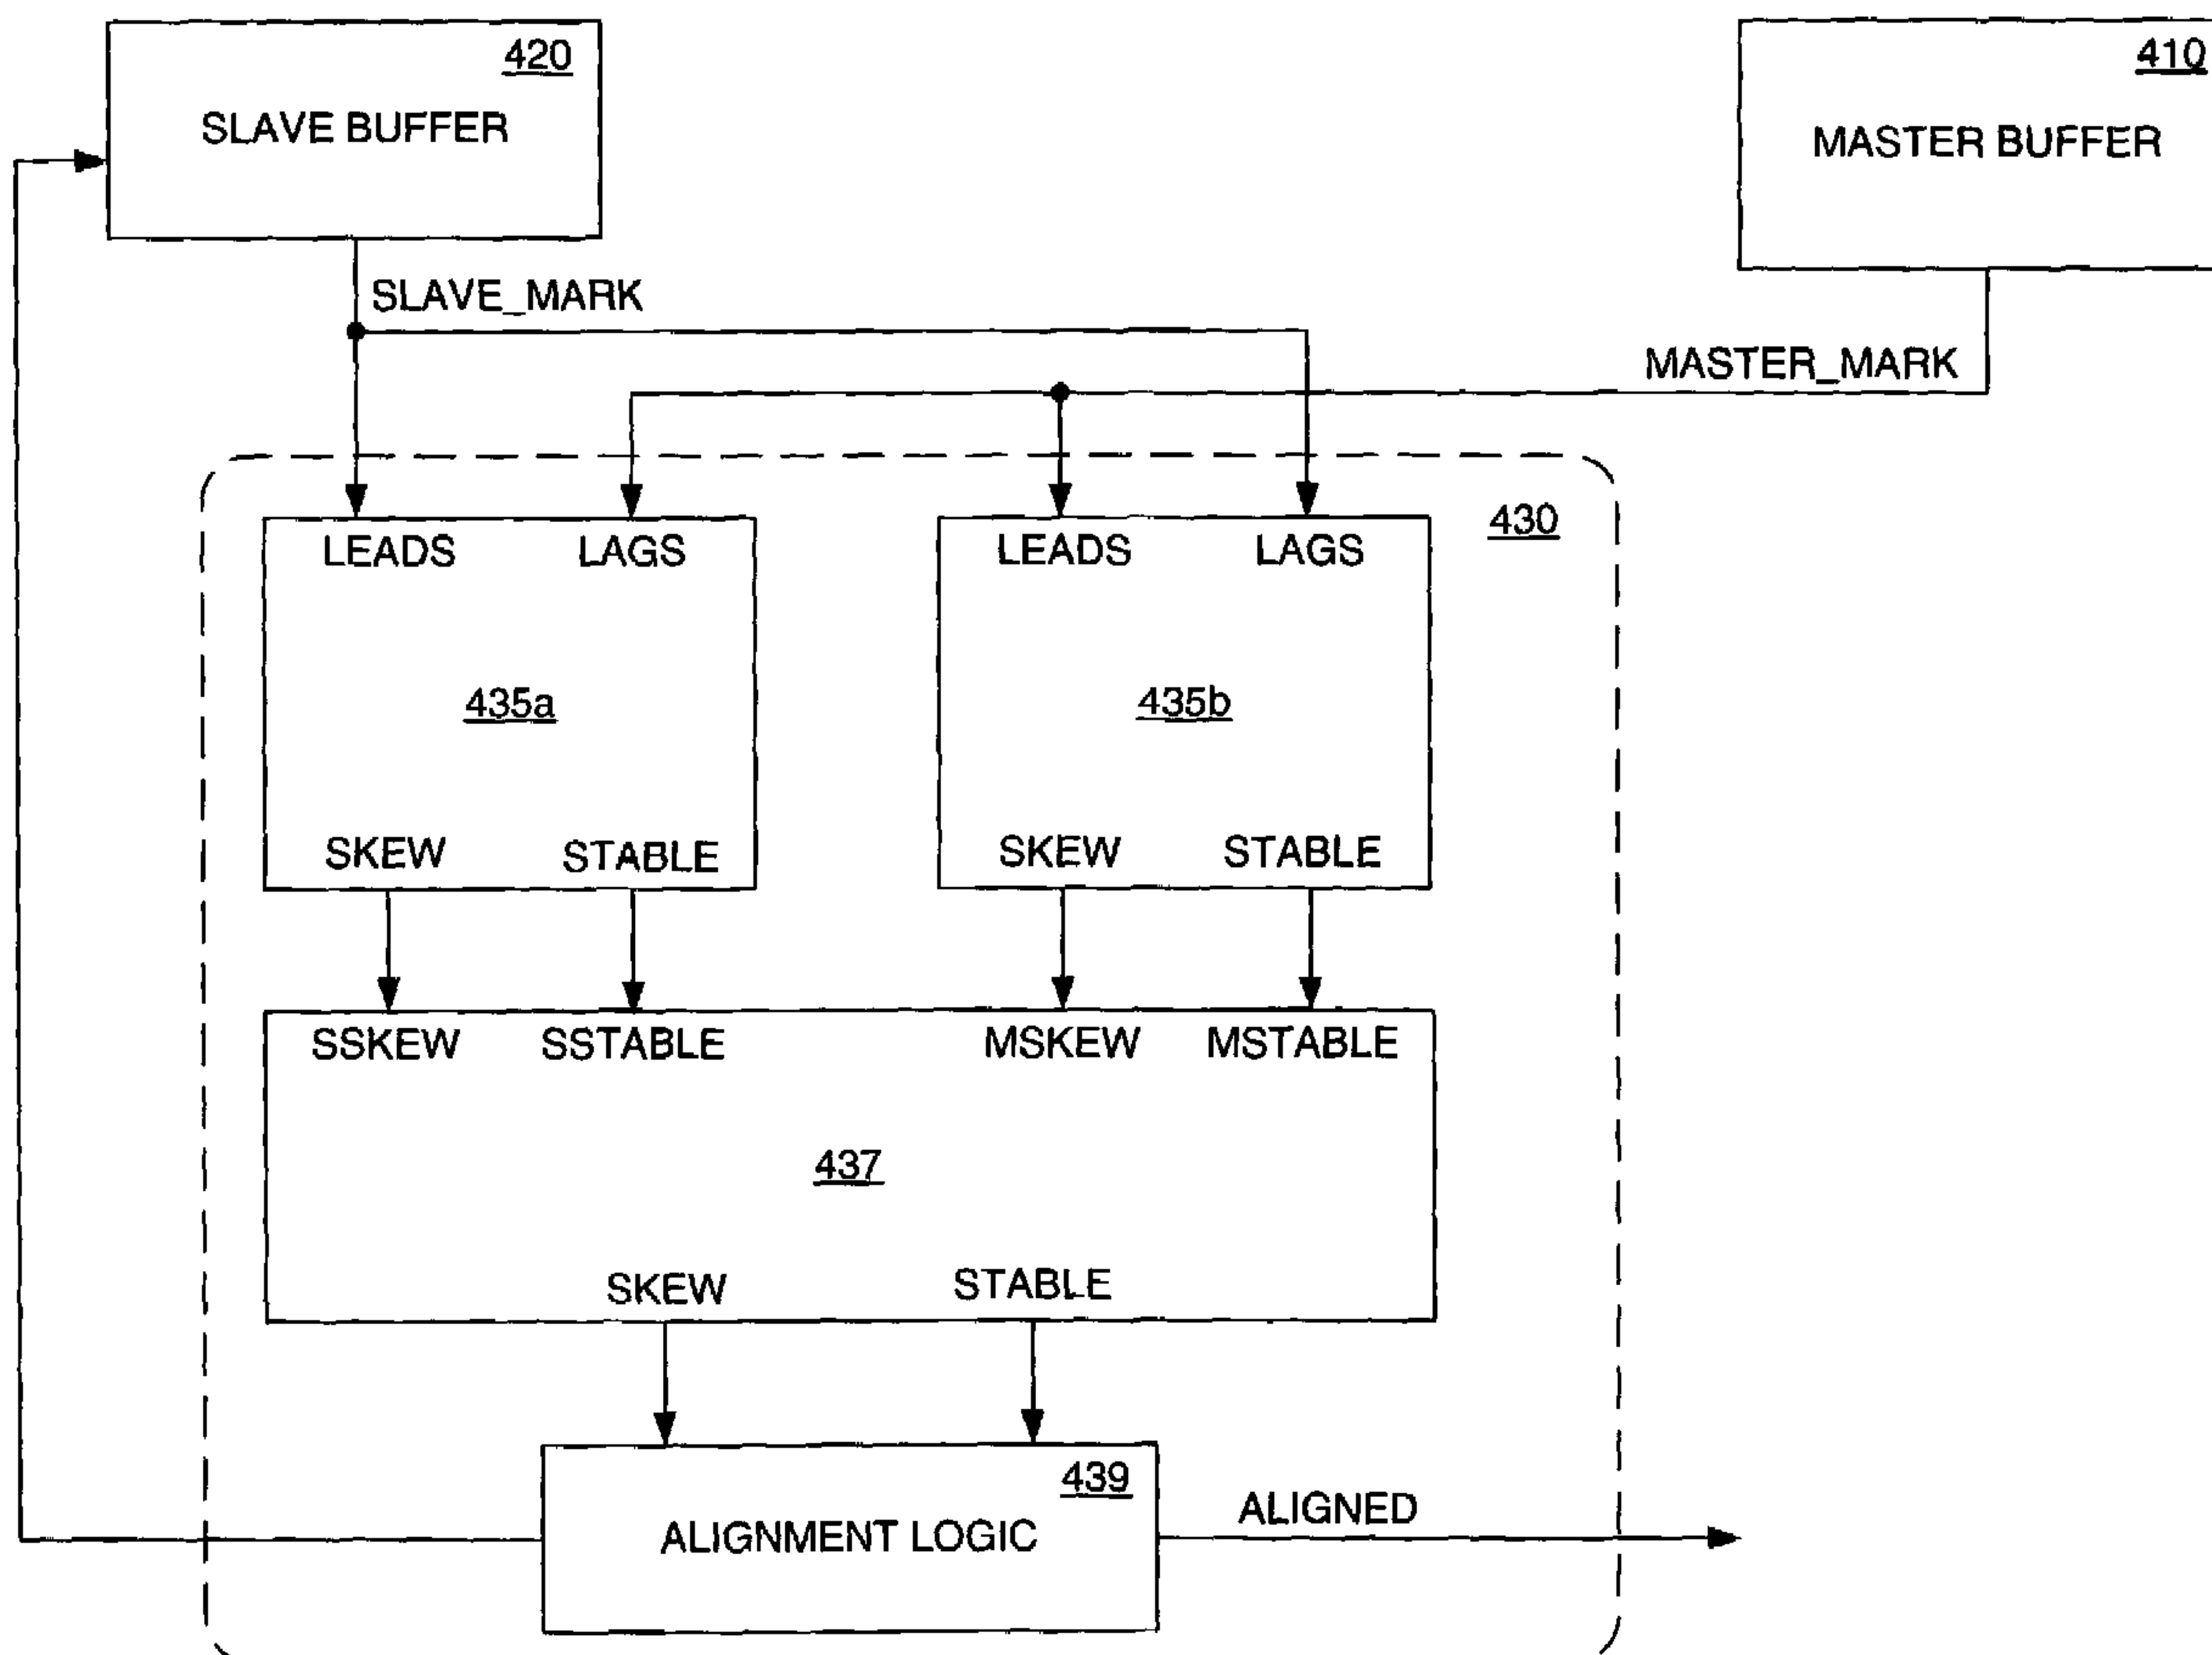 420
SLAVE BUFFER
410
MASTER BUFFER
SLAVE_MARK
MASTER_MARK
430
LEADS LAGS
LEADS LAGS
435a
435b
SKEW STABLE
SKEW STABLE
SSKEW SSTABLE MSKEW MSTABLE
437
SKEW STABLE
439
ALIGNMENT LOGIC
ALIGNED